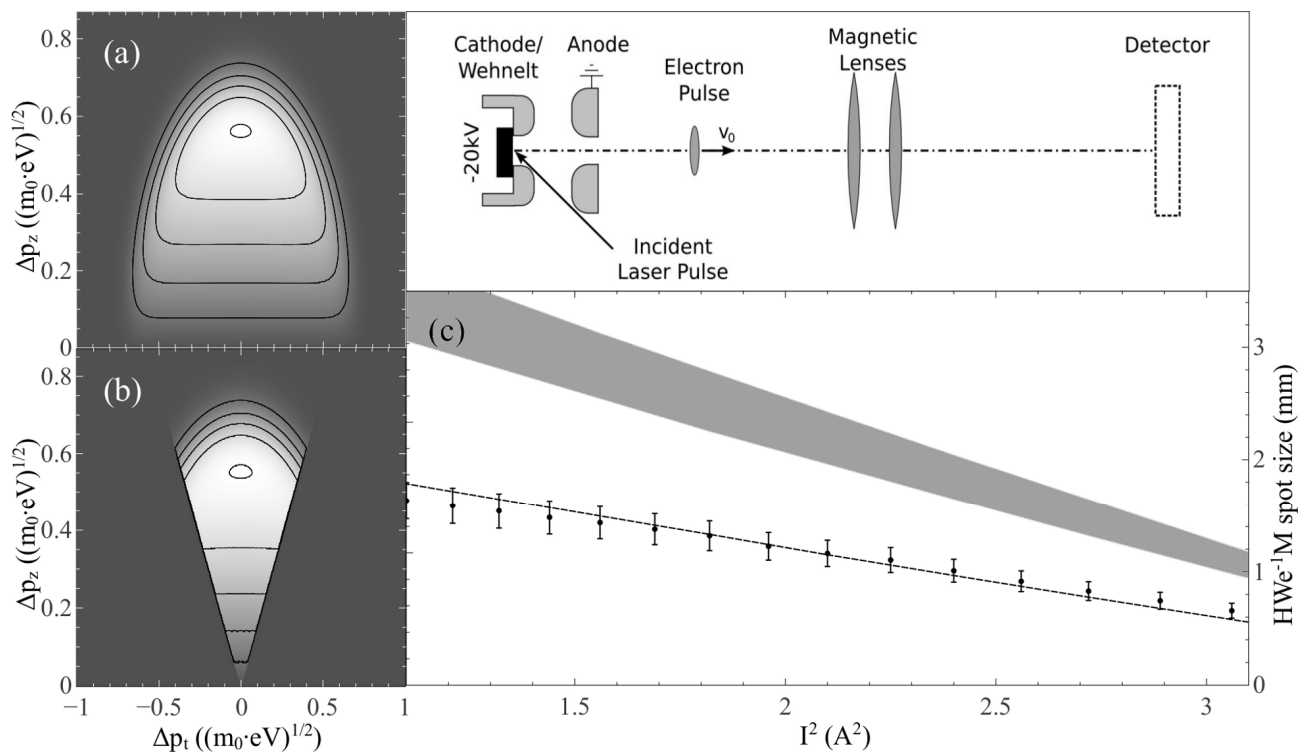 (a)
0.8
0.6
0.4
0.2
0
Δp_z ((m_0·eV)^{1/2})
Cathode/
Wehnelt
Anode
Electron
Pulse
Magnetic
Lenses
Detector
-20kV
v_0
Incident
Laser Pulse
(b)
0.8
0.6
0.4
0.2
0
Δp_z ((m_0·eV)^{1/2})
−1
−0.5
0
0.5
1
Δp_t ((m_0·eV)^{1/2})
(c)
3
2
1
0
HWe^{-1}M spot size (mm)
1.5
2
2.5
3
I^2 (A^2)